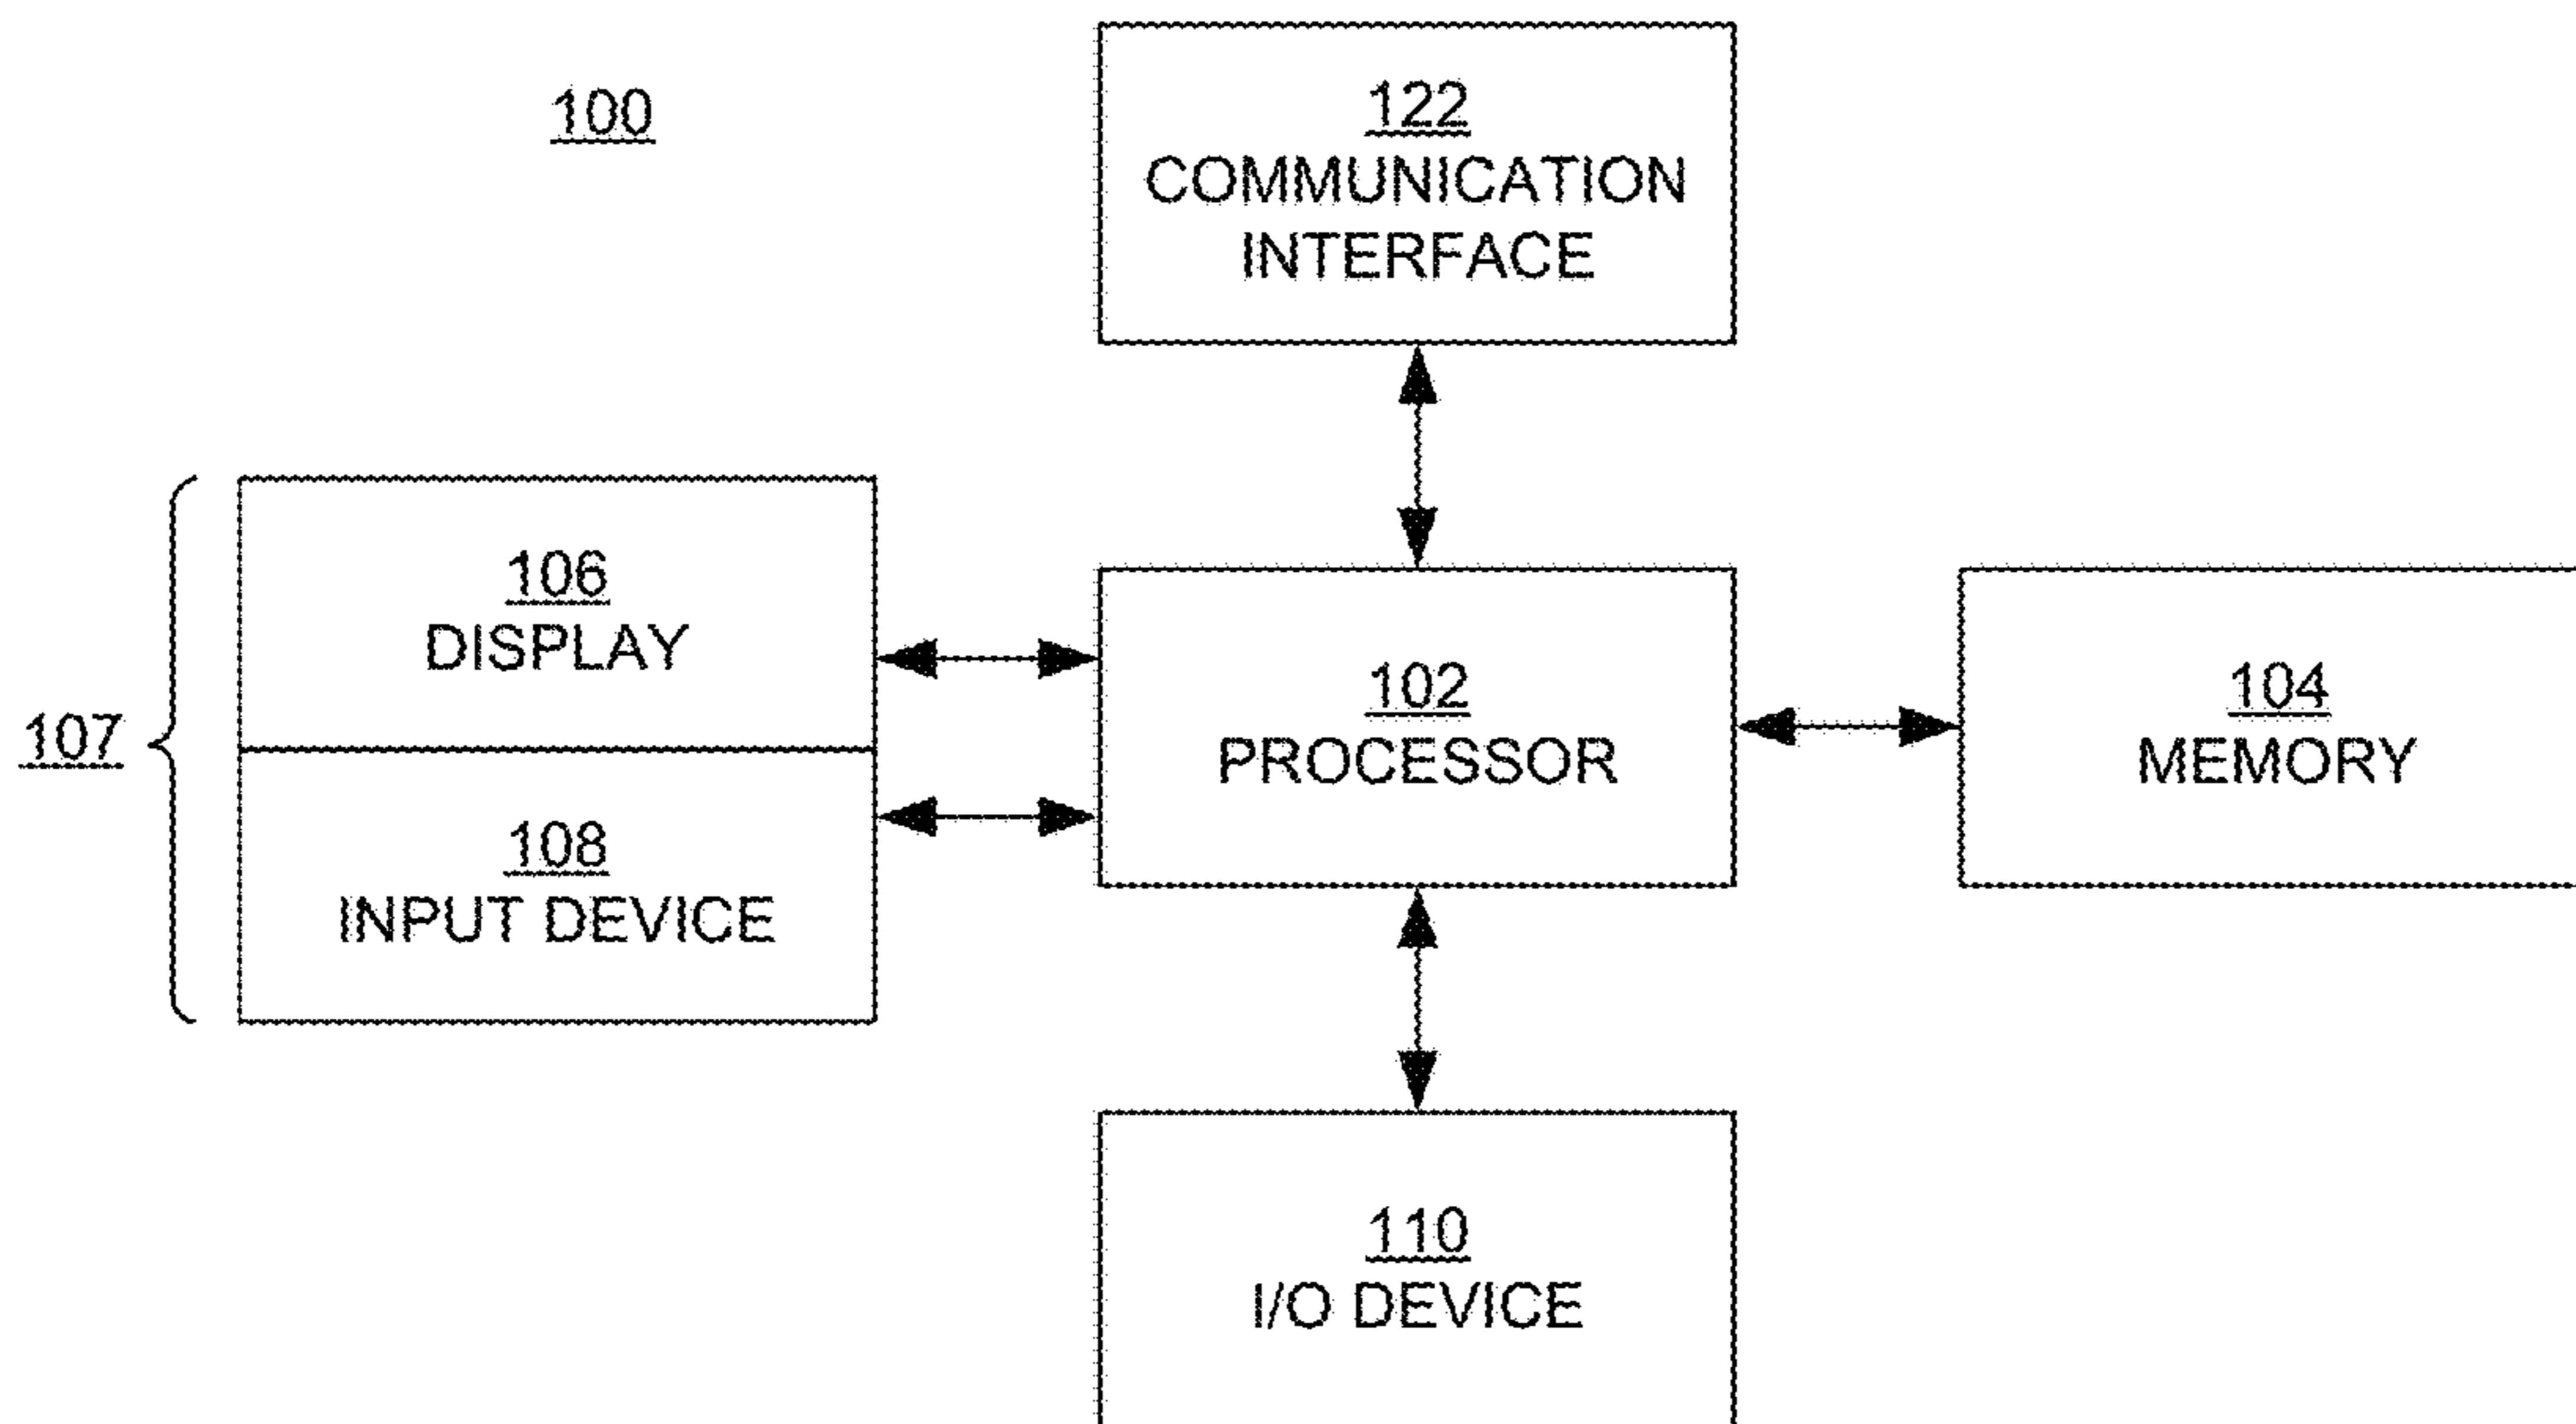 100
122
COMMUNICATION
INTERFACE
106
DISPLAY
107
108
INPUT DEVICE
102
PROCESSOR
104
MEMORY
110
I/O DEVICE